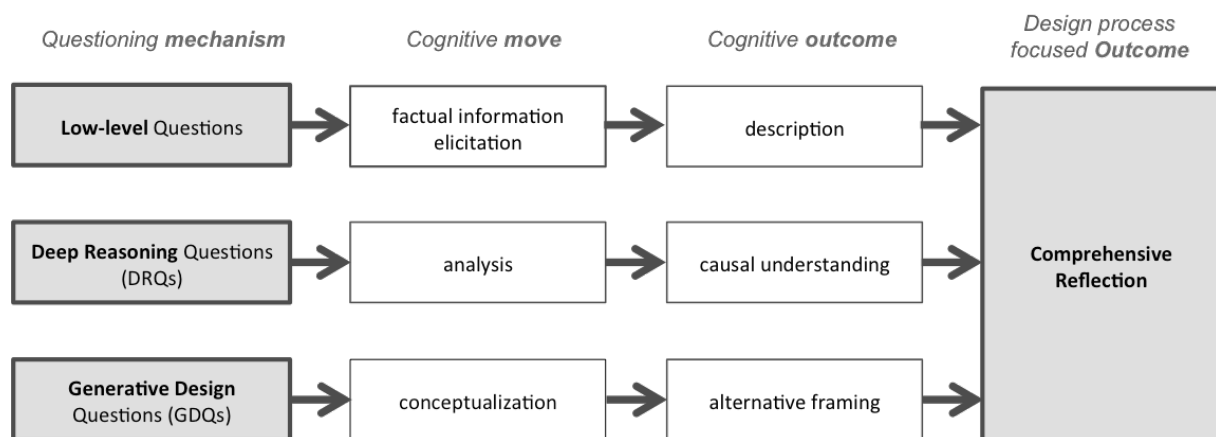 Questioning mechanism
Cognitive move
Cognitive outcome
Design process
focused Outcome
Low-level Questions
factual information
elicitation
description
Deep Reasoning Questions
(DRQs)
analysis
causal understanding
Comprehensive
Reflection
Generative Design
Questions (GDQs)
conceptualization
alternative framing